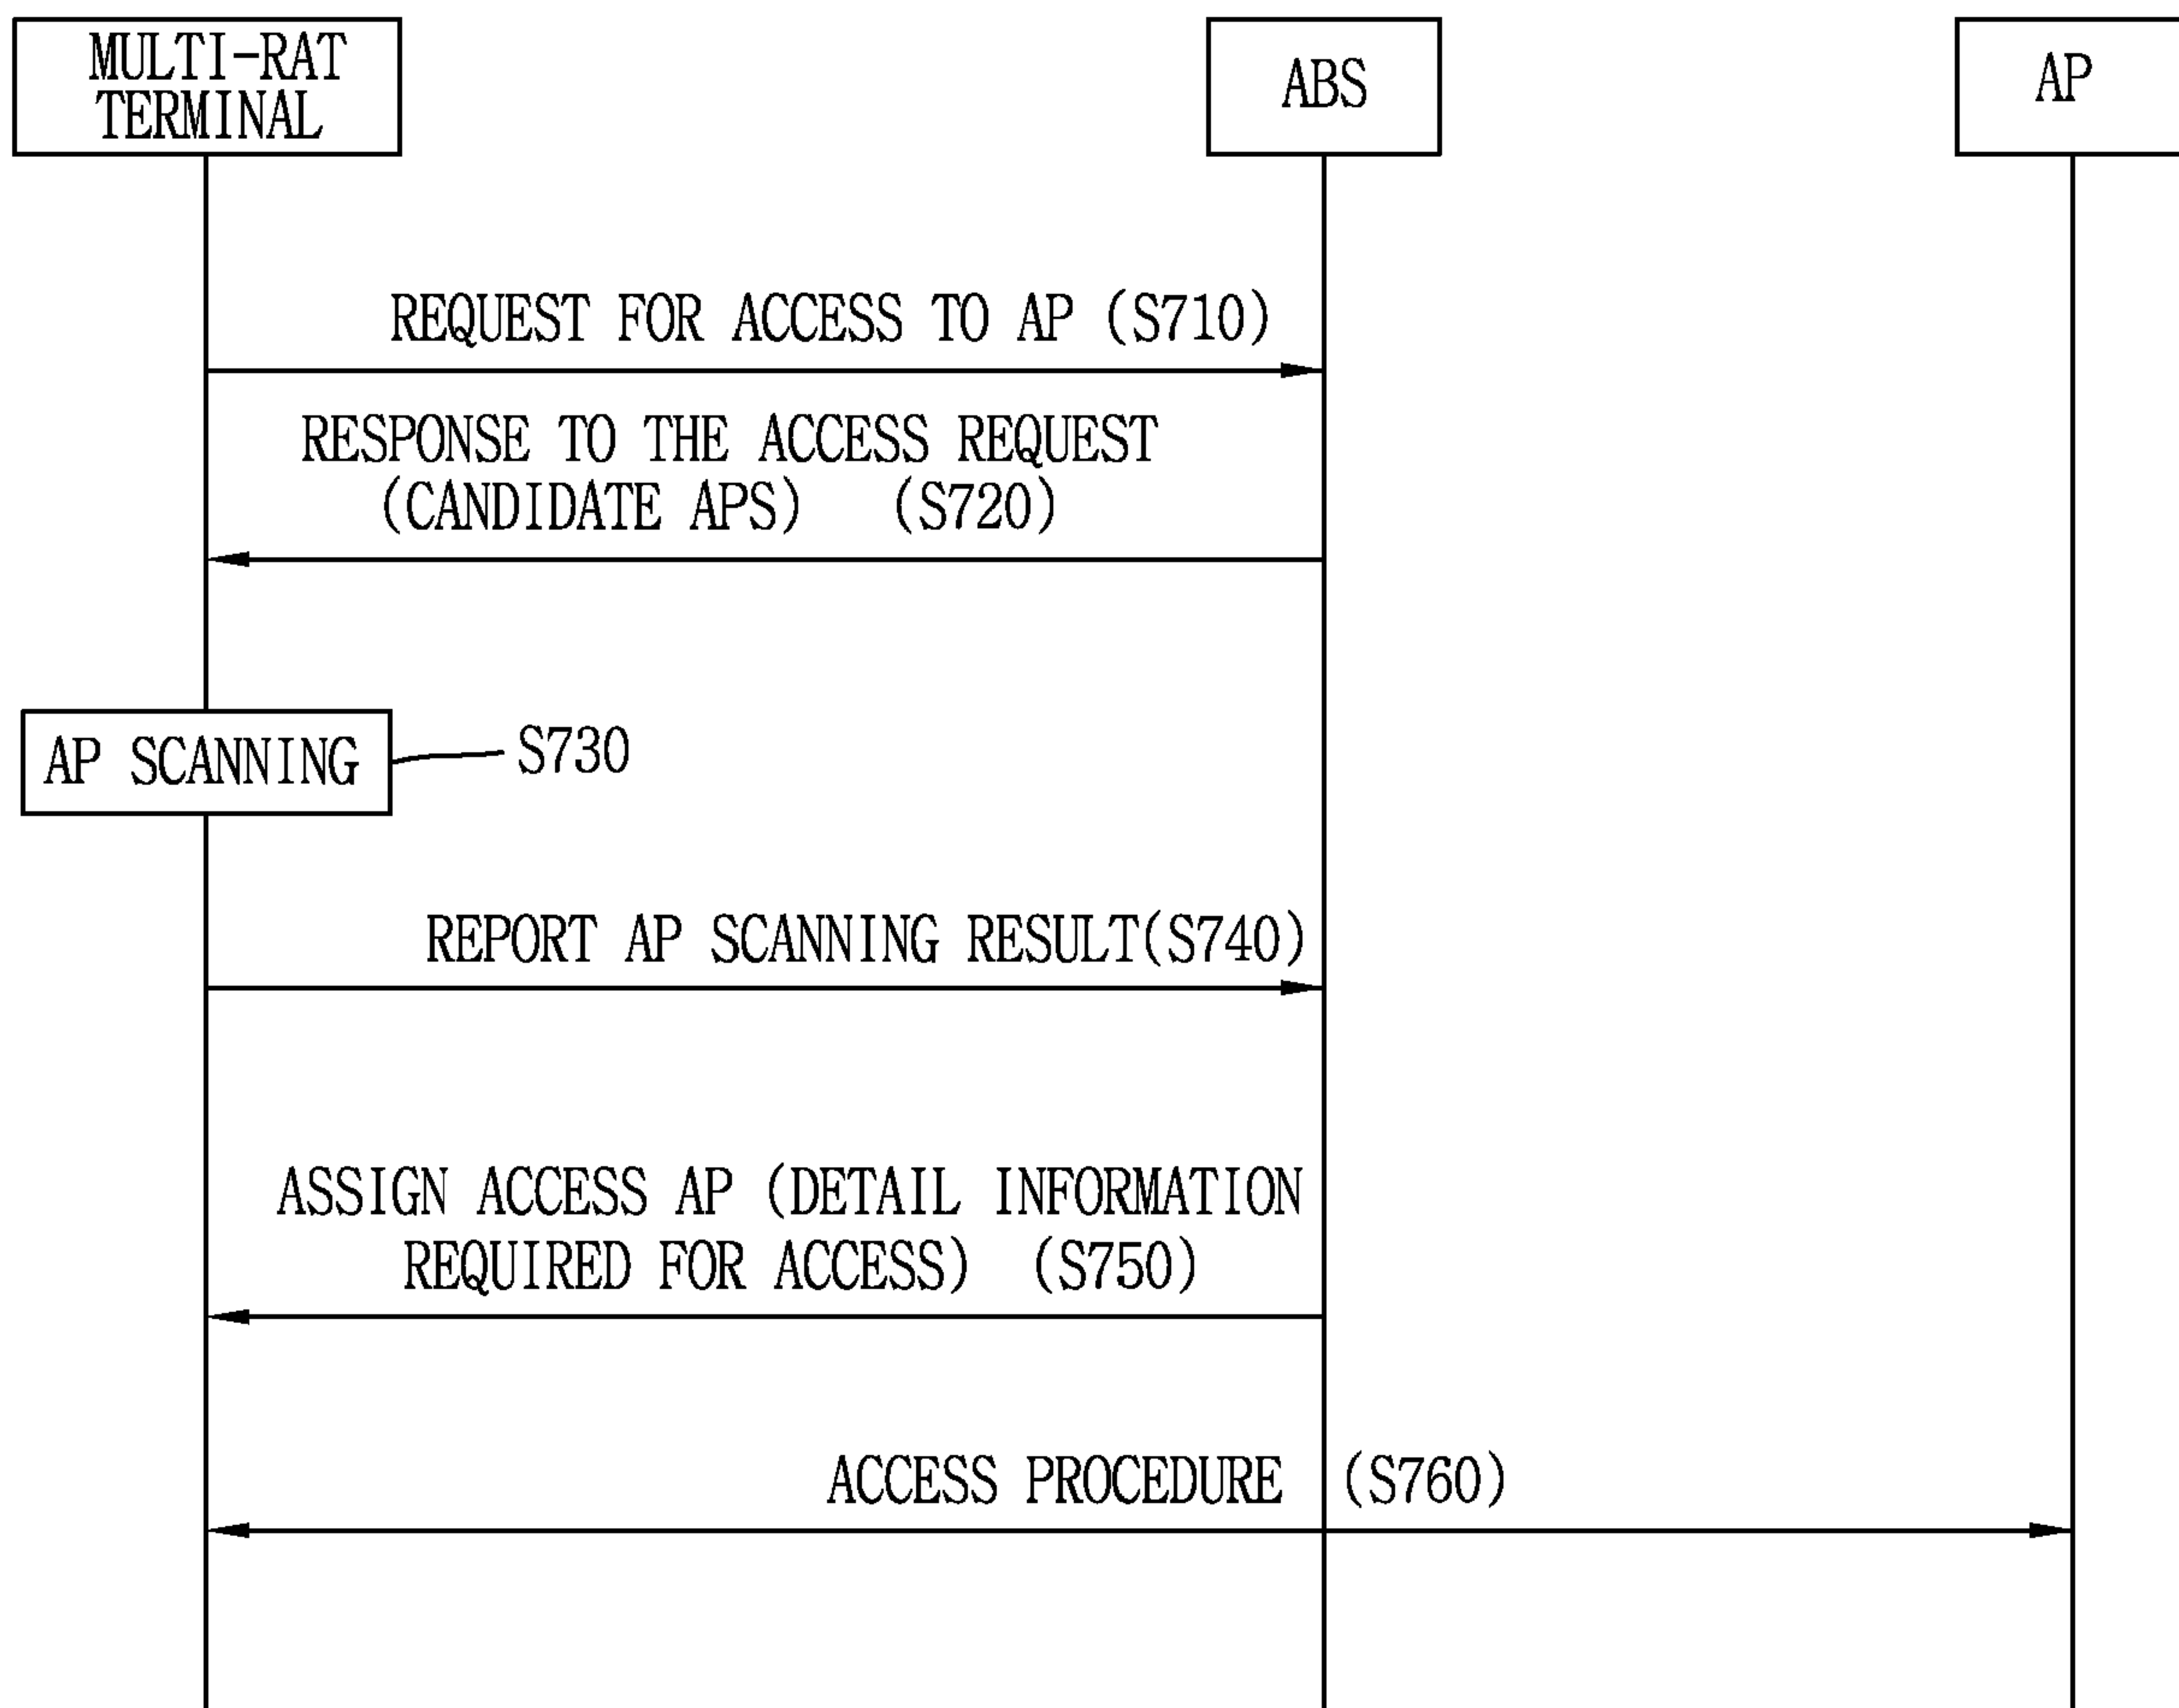 MULTI-RAT
TERMINAL
ABS
AP
REQUEST FOR ACCESS TO AP (S710)
RESPONSE TO THE ACCESS REQUEST
(CANDIDATE APS) (S720)
AP SCANNING
S730
REPORT AP SCANNING RESULT(S740)
ASSIGN ACCESS AP (DETAIL INFORMATION
REQUIRED FOR ACCESS) (S750)
ACCESS PROCEDURE (S760)